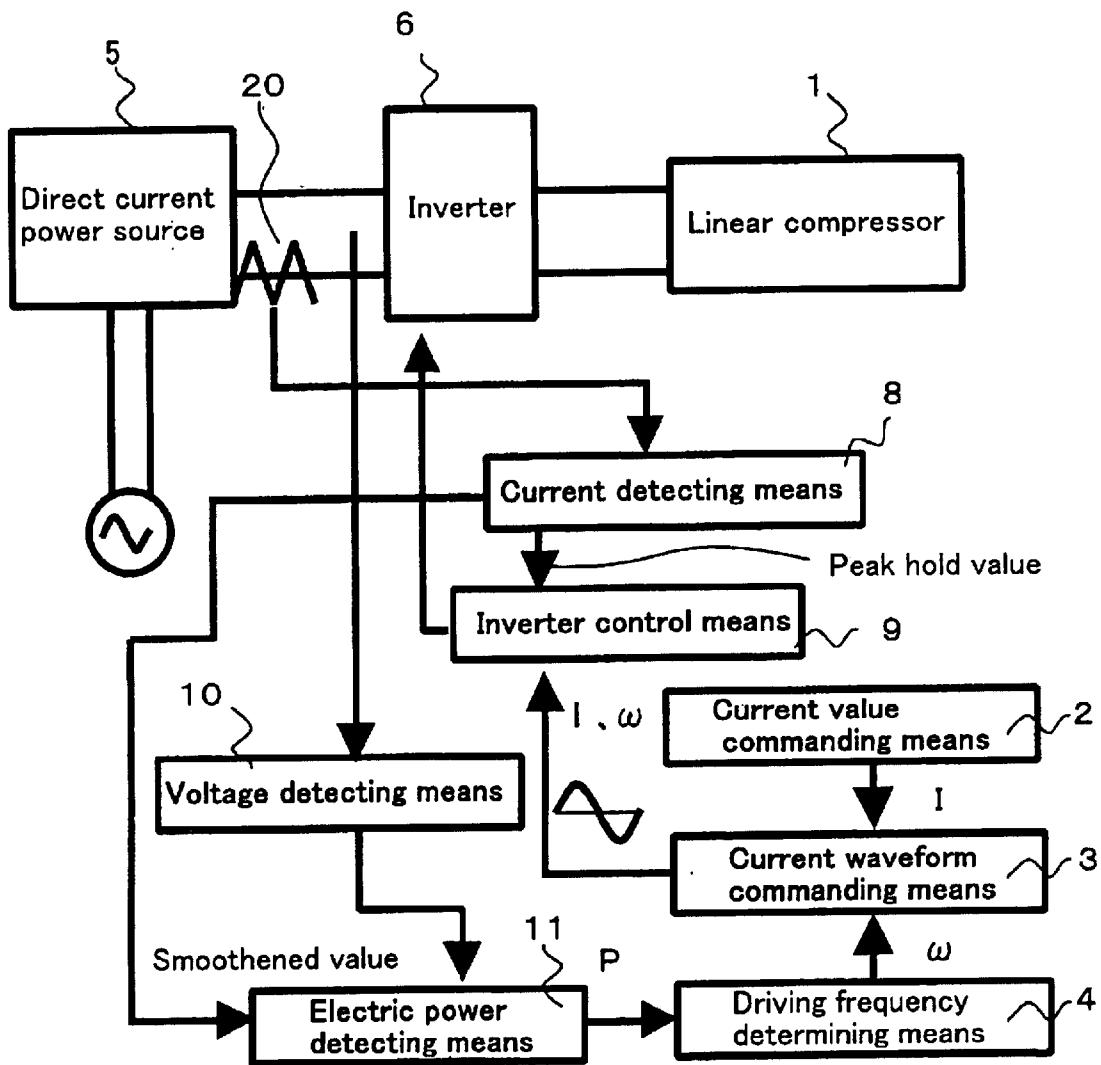 5
20
6
1
Direct current
power source
Inverter
Linear compressor
8
Current detecting means
Peak hold value
Inverter control means
9
10
I、ω
Current value
commanding means
2
Voltage detecting means
I
Current waveform
commanding means
3
11
Smoothened value
P
ω
Electric power
detecting means
Driving frequency
determining means
4